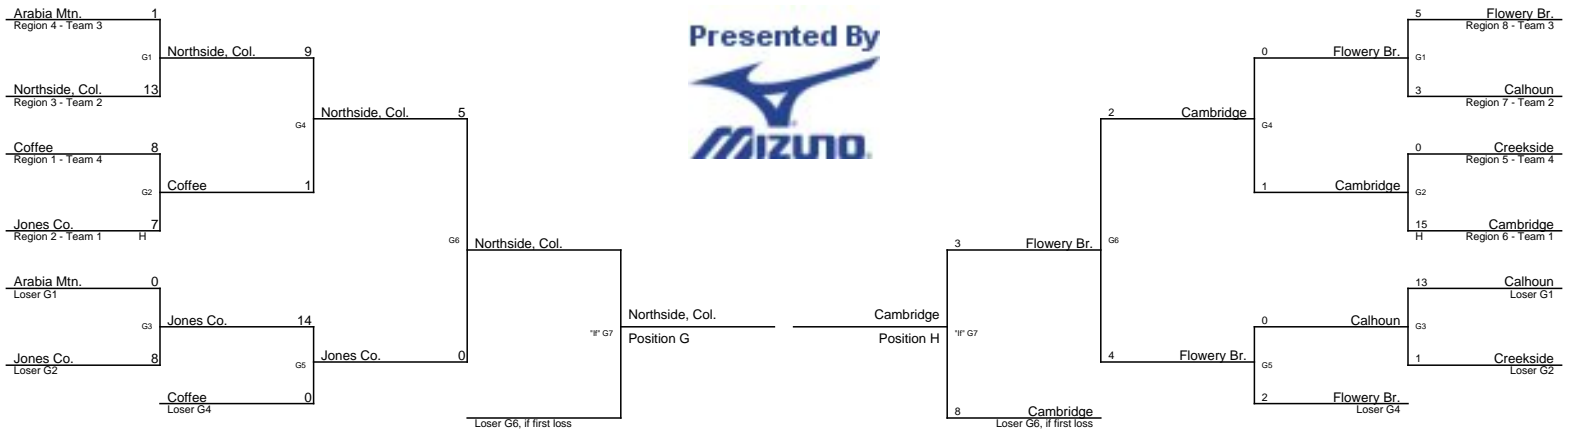 Arabia Mtn. 1
Region 4 - Team 3
G1
Northside, Col. 9
Northside, Col. 13
Region 3 - Team 2
G4
Northside, Col. 5
Coffee 8
Region 1 - Team 4
G2
Coffee 1
Jones Co. 7
Region 2 - Team 1 H
G6
Northside, Col.
Arabia Mtn. 0
Loser G1
G3
Jones Co. 14
Jones Co. 8
Loser G2
G5
Jones Co. 0
Coffee 0
Loser G4
"If" G7
Northside, Col.
Position G
Loser G6, if first loss
Presented By
MIZUNO
5 Flowery Br.
Region 8 - Team 3
G1
0 Flowery Br.
3 Calhoun
Region 7 - Team 2
G4
2 Cambridge
0 Creekside
Region 5 - Team 4
G2
1 Cambridge
15 Cambridge
H Region 6 - Team 1
G6
3 Flowery Br.
13 Calhoun
Loser G1
G3
0 Calhoun
1 Creekside
Loser G2
G5
4 Flowery Br.
2 Flowery Br.
Loser G4
"If" G7
Cambridge
Position H
8 Cambridge
Loser G6, if first loss